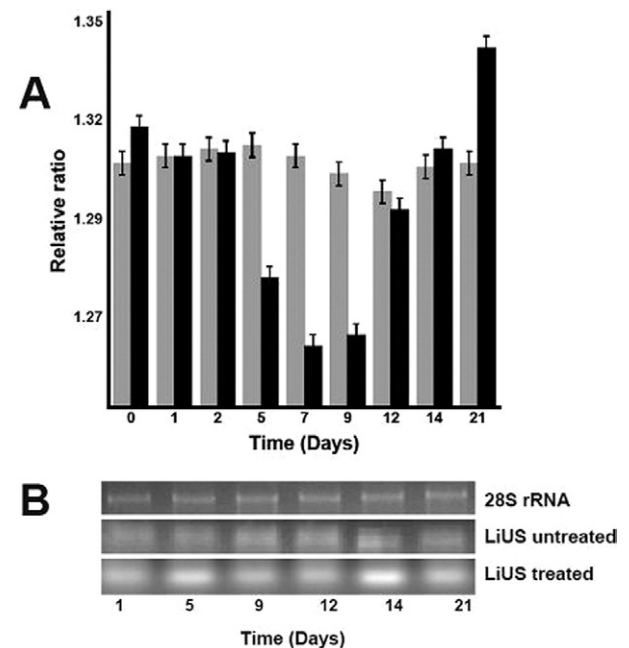 A
Relative ratio
1.35
1.32
1.29
1.27
0 1 2 5 7 9 12 14 21
Time (Days)
B
28S rRNA
LiUS untreated
LiUS treated
1 5 9 12 14 21
Time (Days)